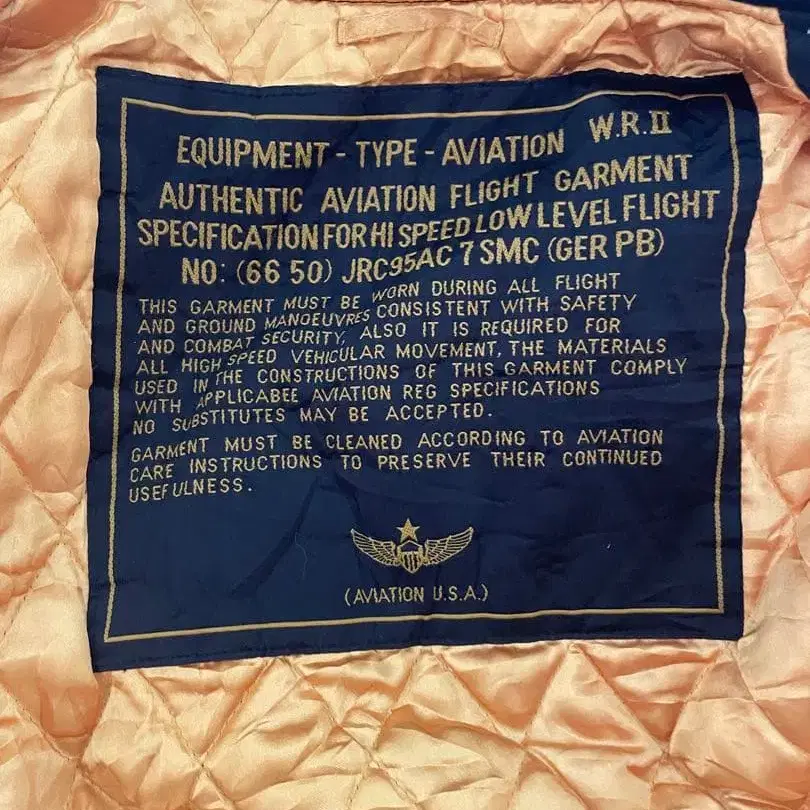 EQUIPMENT - TYPE - AVIATION W.R.II
AUTHENTIC AVIATION FLIGHT GARMENT
SPECIFICATION FOR HI SPEED LOW LEVEL FLIGHT
NO: (66 50) JRC95AC 7 SMC (GER PB)
THIS GARMENT MUST BE WORN DURING ALL FLIGHT
AND GROUND MANOEUVRES CONSISTENT WITH SAFETY
AND COMBAT SECURITY, ALSO IT IS REQUIRED FOR
ALL HIGH SPEED VEHICULAR MOVEMENT, THE MATERIALS
USED IN THE CONSTRUCTIONS OF THIS GARMENT COMPLY
WITH APPLICABEE AVIATION REG SPECIFICATIONS
NO SUBSTITUTES MAY BE ACCEPTED.
GARMENT MUST BE CLEANED ACCORDING TO AVIATION
CARE INSTRUCTIONS TO PRESERVE THEIR CONTINUED
USEFULNESS.
(AVIATION U.S.A.)